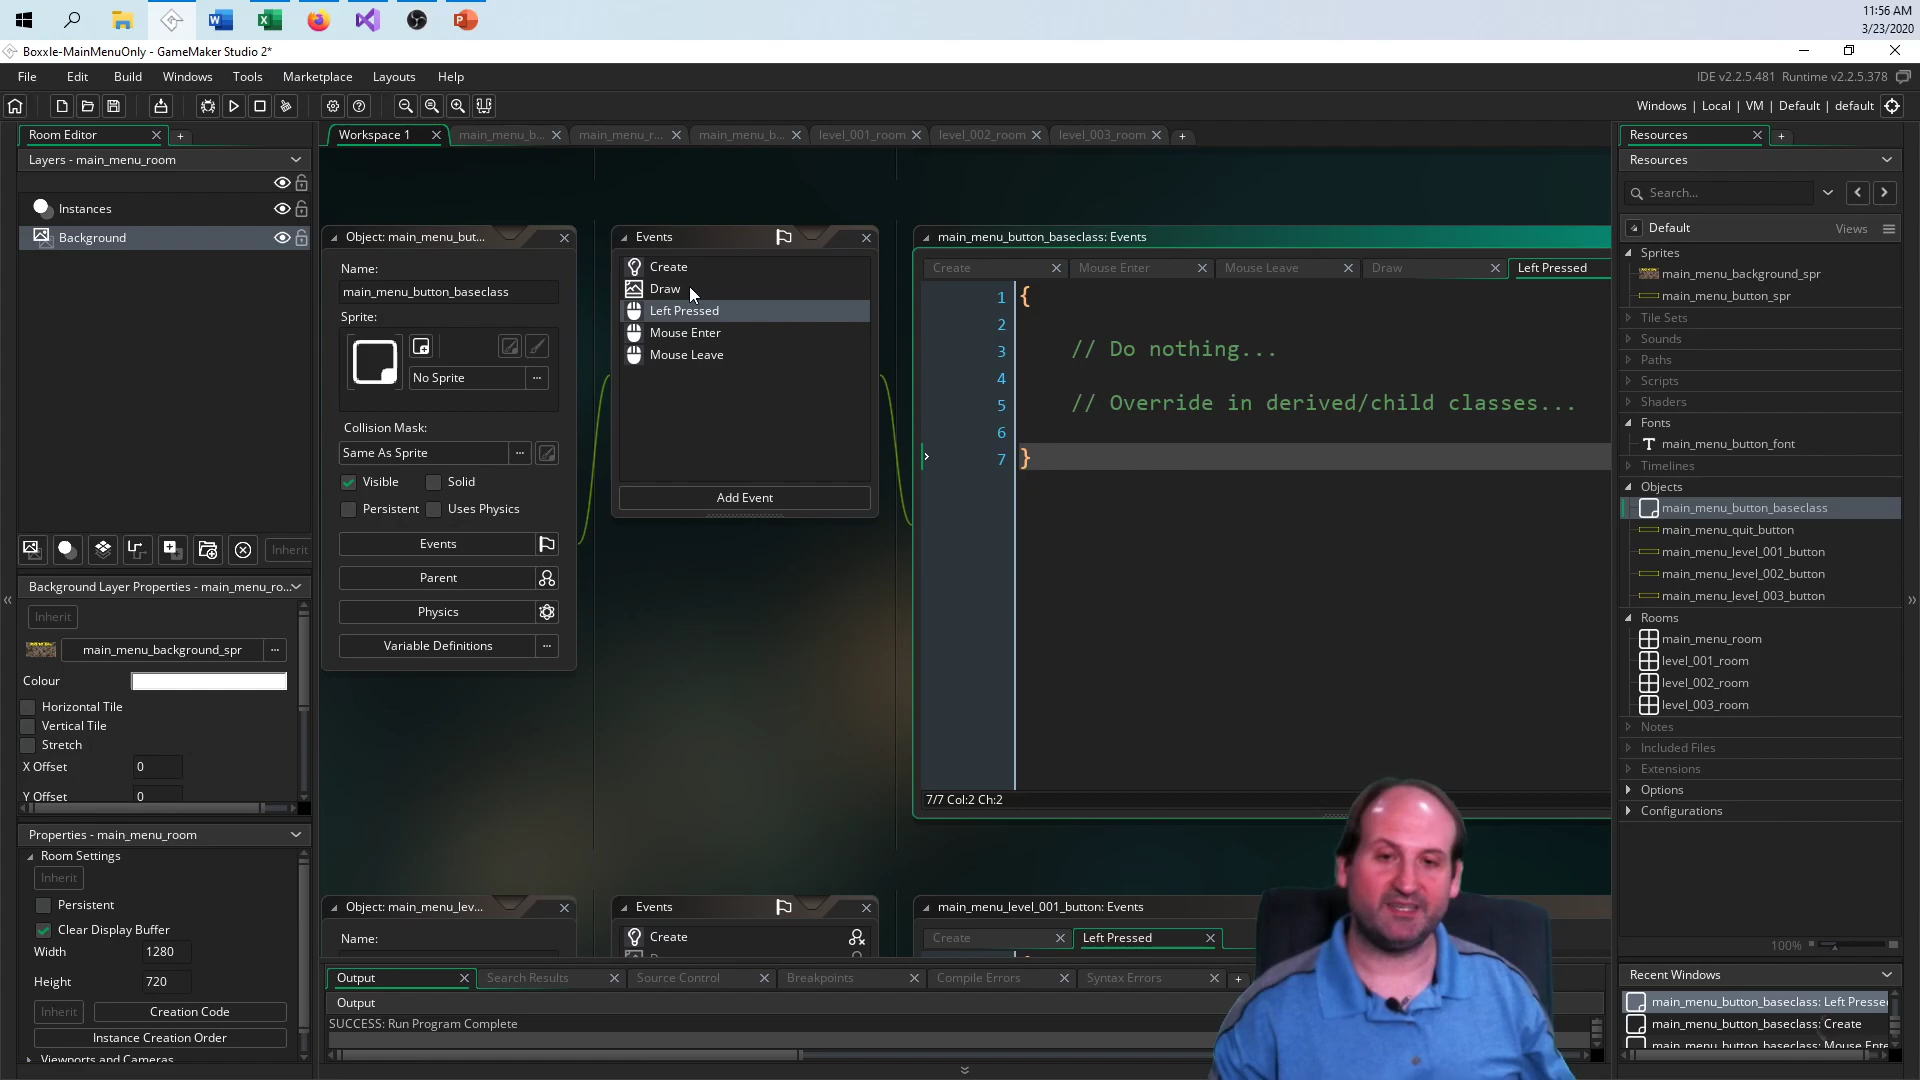 11:56 AM
3/23/2020
Boxxle-MainMenuOnly - GameMaker Studio 2*
File Edit Build Windows Tools Marketplace Layouts Help
IDE v2.2.5.481 Runtime v2.2.5.378
Windows | Local | VM | Default | default
Room Editor
Layers - main_menu_room
Instances
Background
Inherit
Background Layer Properties - main_menu_ro...
Inherit
main_menu_background_spr
Colour
Horizontal Tile
Vertical Tile
Stretch
X Offset 0
Y Offset 0
Properties - main_menu_room
Room Settings
Inherit
Persistent
Clear Display Buffer
Width 1280
Height 720
Inherit Creation Code
Instance Creation Order
Viewports and Cameras
Workspace 1 main_menu_b... main_menu_r... main_menu_b... level_001_room level_002_room level_003_room
Object: main_menu_but...
Name:
main_menu_button_baseclass
Sprite:
No Sprite
Collision Mask:
Same As Sprite
Visible Solid
Persistent Uses Physics
Events
Parent
Physics
Variable Definitions
Events
Create
Draw
Left Pressed
Mouse Enter
Mouse Leave
Add Event
main_menu_button_baseclass: Events
Create Mouse Enter Mouse Leave Draw Left Pressed
1 {
2
3 // Do nothing...
4
5 // Override in derived/child classes...
6
7 }
7/7 Col:2 Ch:2
Object: main_menu_lev...
Name:
Events
Create
main_menu_level_001_button: Events
Create Left Pressed
Output Search Results Source Control Breakpoints Compile Errors Syntax Errors
Output
SUCCESS: Run Program Complete
Resources
Resources
Search...
Default Views
Sprites
main_menu_background_spr
main_menu_button_spr
Tile Sets
Sounds
Paths
Scripts
Shaders
Fonts
main_menu_button_font
Timelines
Objects
main_menu_button_baseclass
main_menu_quit_button
main_menu_level_001_button
main_menu_level_002_button
main_menu_level_003_button
Rooms
main_menu_room
level_001_room
level_002_room
level_003_room
Notes
Included Files
Extensions
Options
Configurations
100%
Recent Windows
main_menu_button_baseclass: Left Presse
main_menu_button_baseclass: Create
main_menu_button_baseclass: Mouse Ente